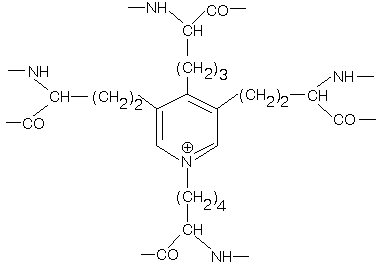 NH CO
CH
(CH₂)₃
NH NH
CH (CH₂)₂ (CH₂)₂ CH
CO CO
⊕
N
(CH₂)₄
CH
CO NH